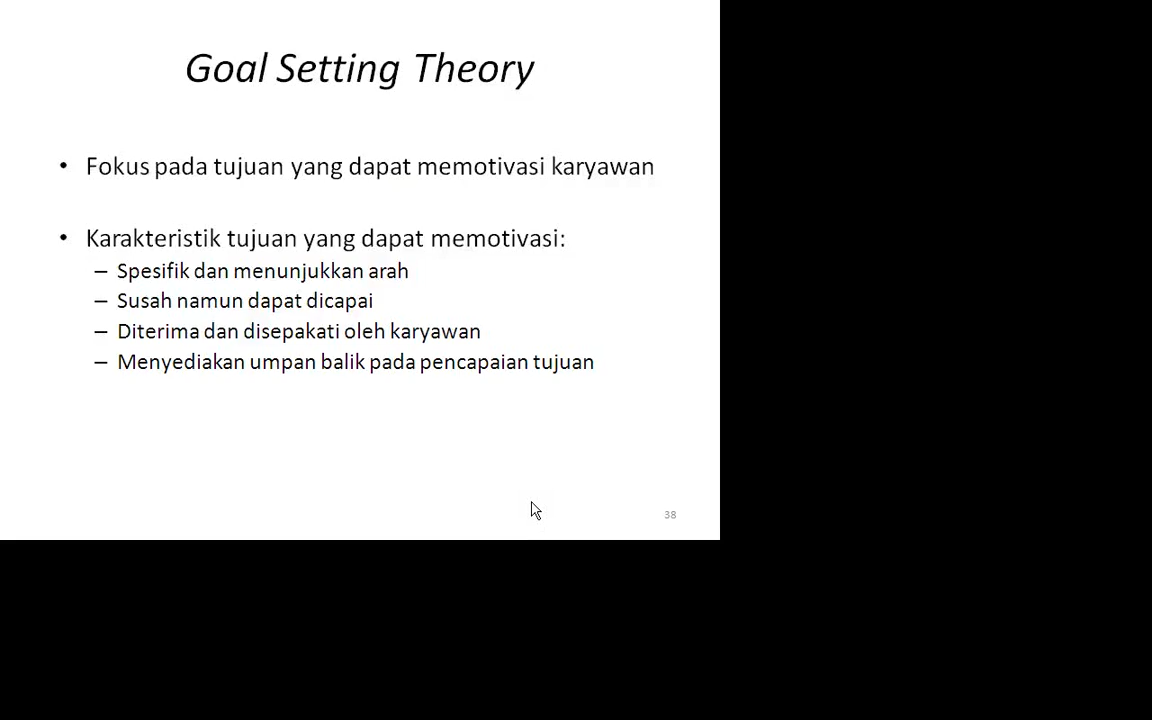 Goal Setting Theory
• Fokus pada tujuan yang dapat memotivasi karyawan
• Karakteristik tujuan yang dapat memotivasi:
– Spesifik dan menunjukkan arah
– Susah namun dapat dicapai
– Diterima dan disepakati oleh karyawan
– Menyediakan umpan balik pada pencapaian tujuan
38